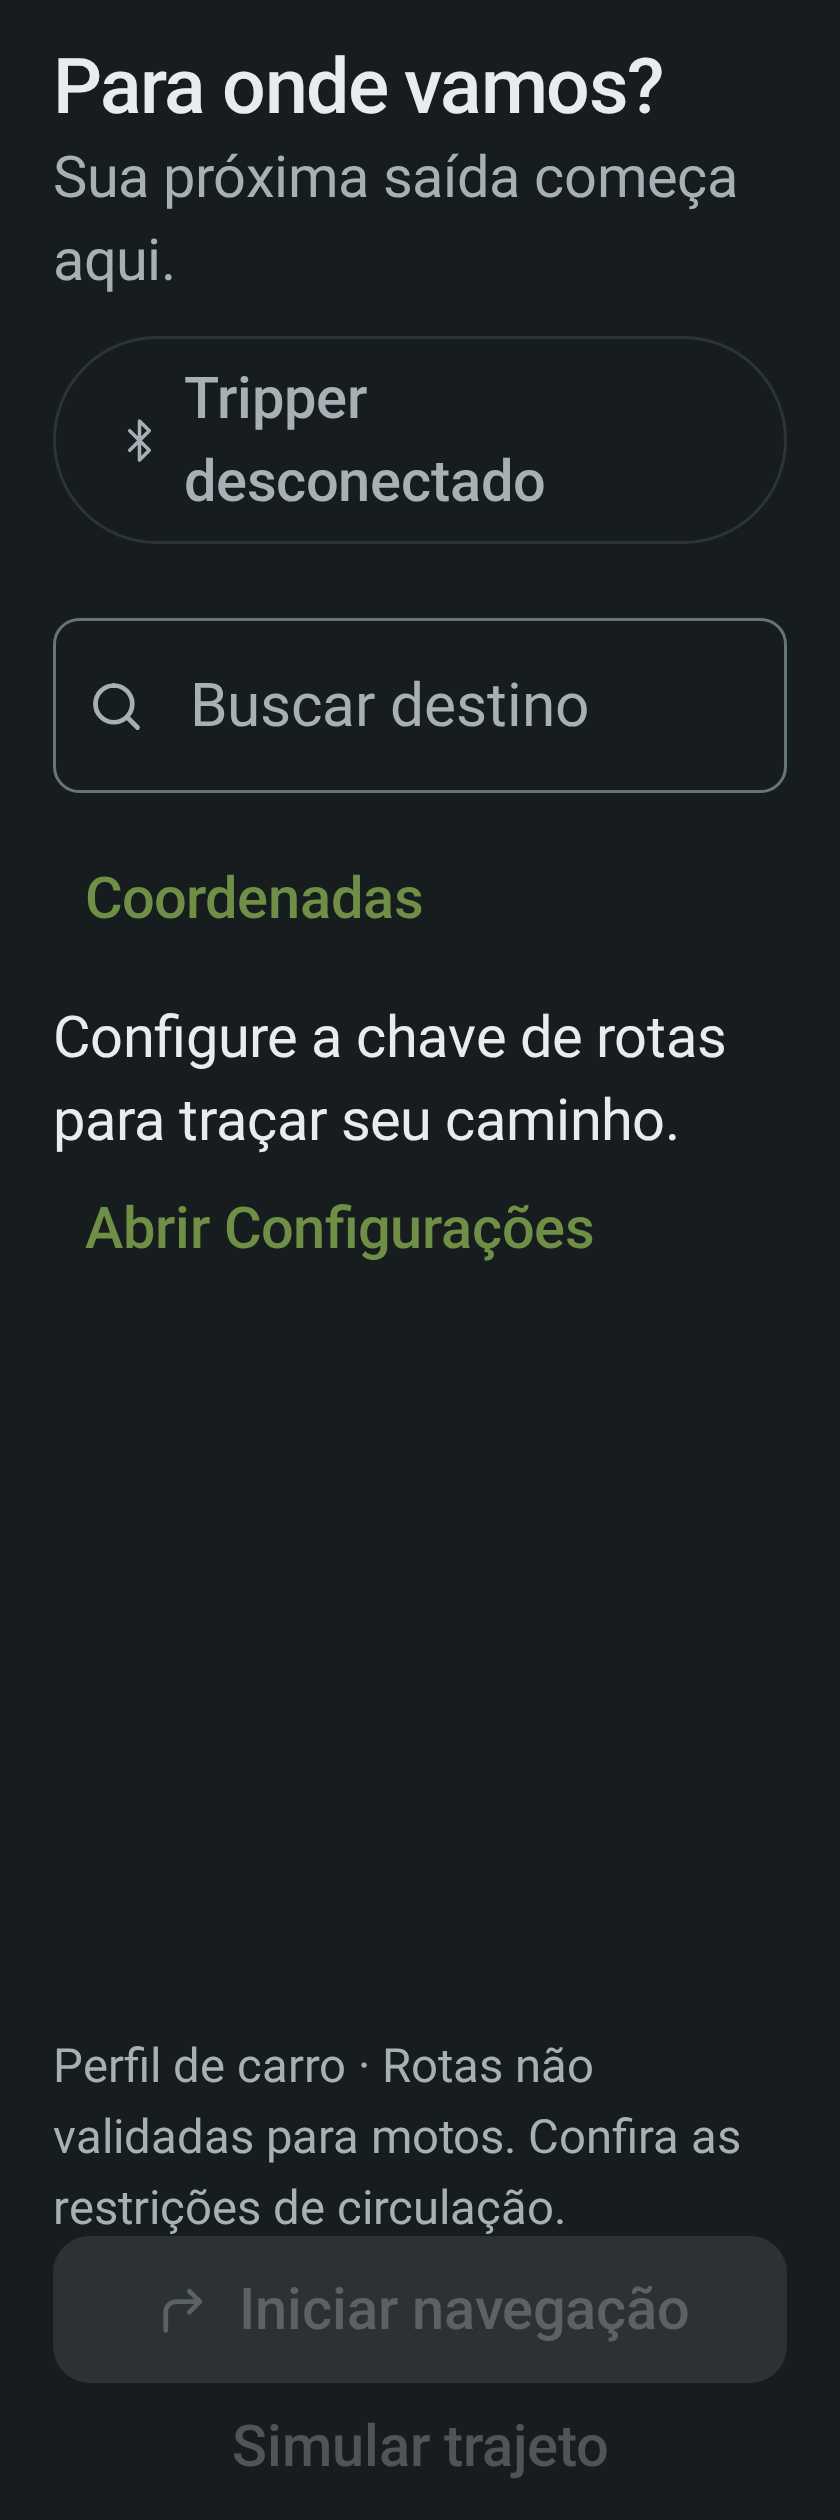 Para onde vamos?
Sua próxima saída começa
aqui.
Tripper
desconectado
Buscar destino
Coordenadas
Configure a chave de rotas
para traçar seu caminho.
Abrir Configurações
Perfil de carro · Rotas não
validadas para motos. Confira as
restrições de circulação.
Iniciar navegação
Simular trajeto